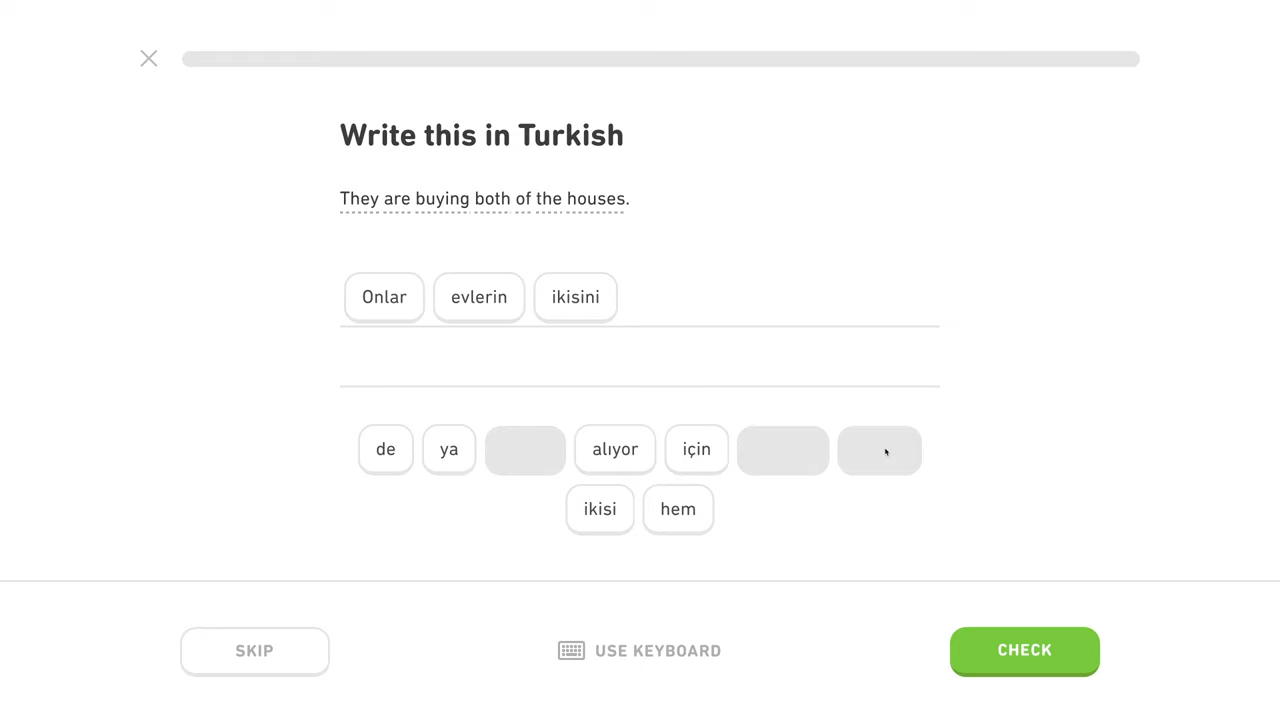 Write this in Turkish
They are buying both of the houses.
Onlar evlerin ikisini
de ya alıyor için
ikisi hem
SKIP USE KEYBOARD CHECK